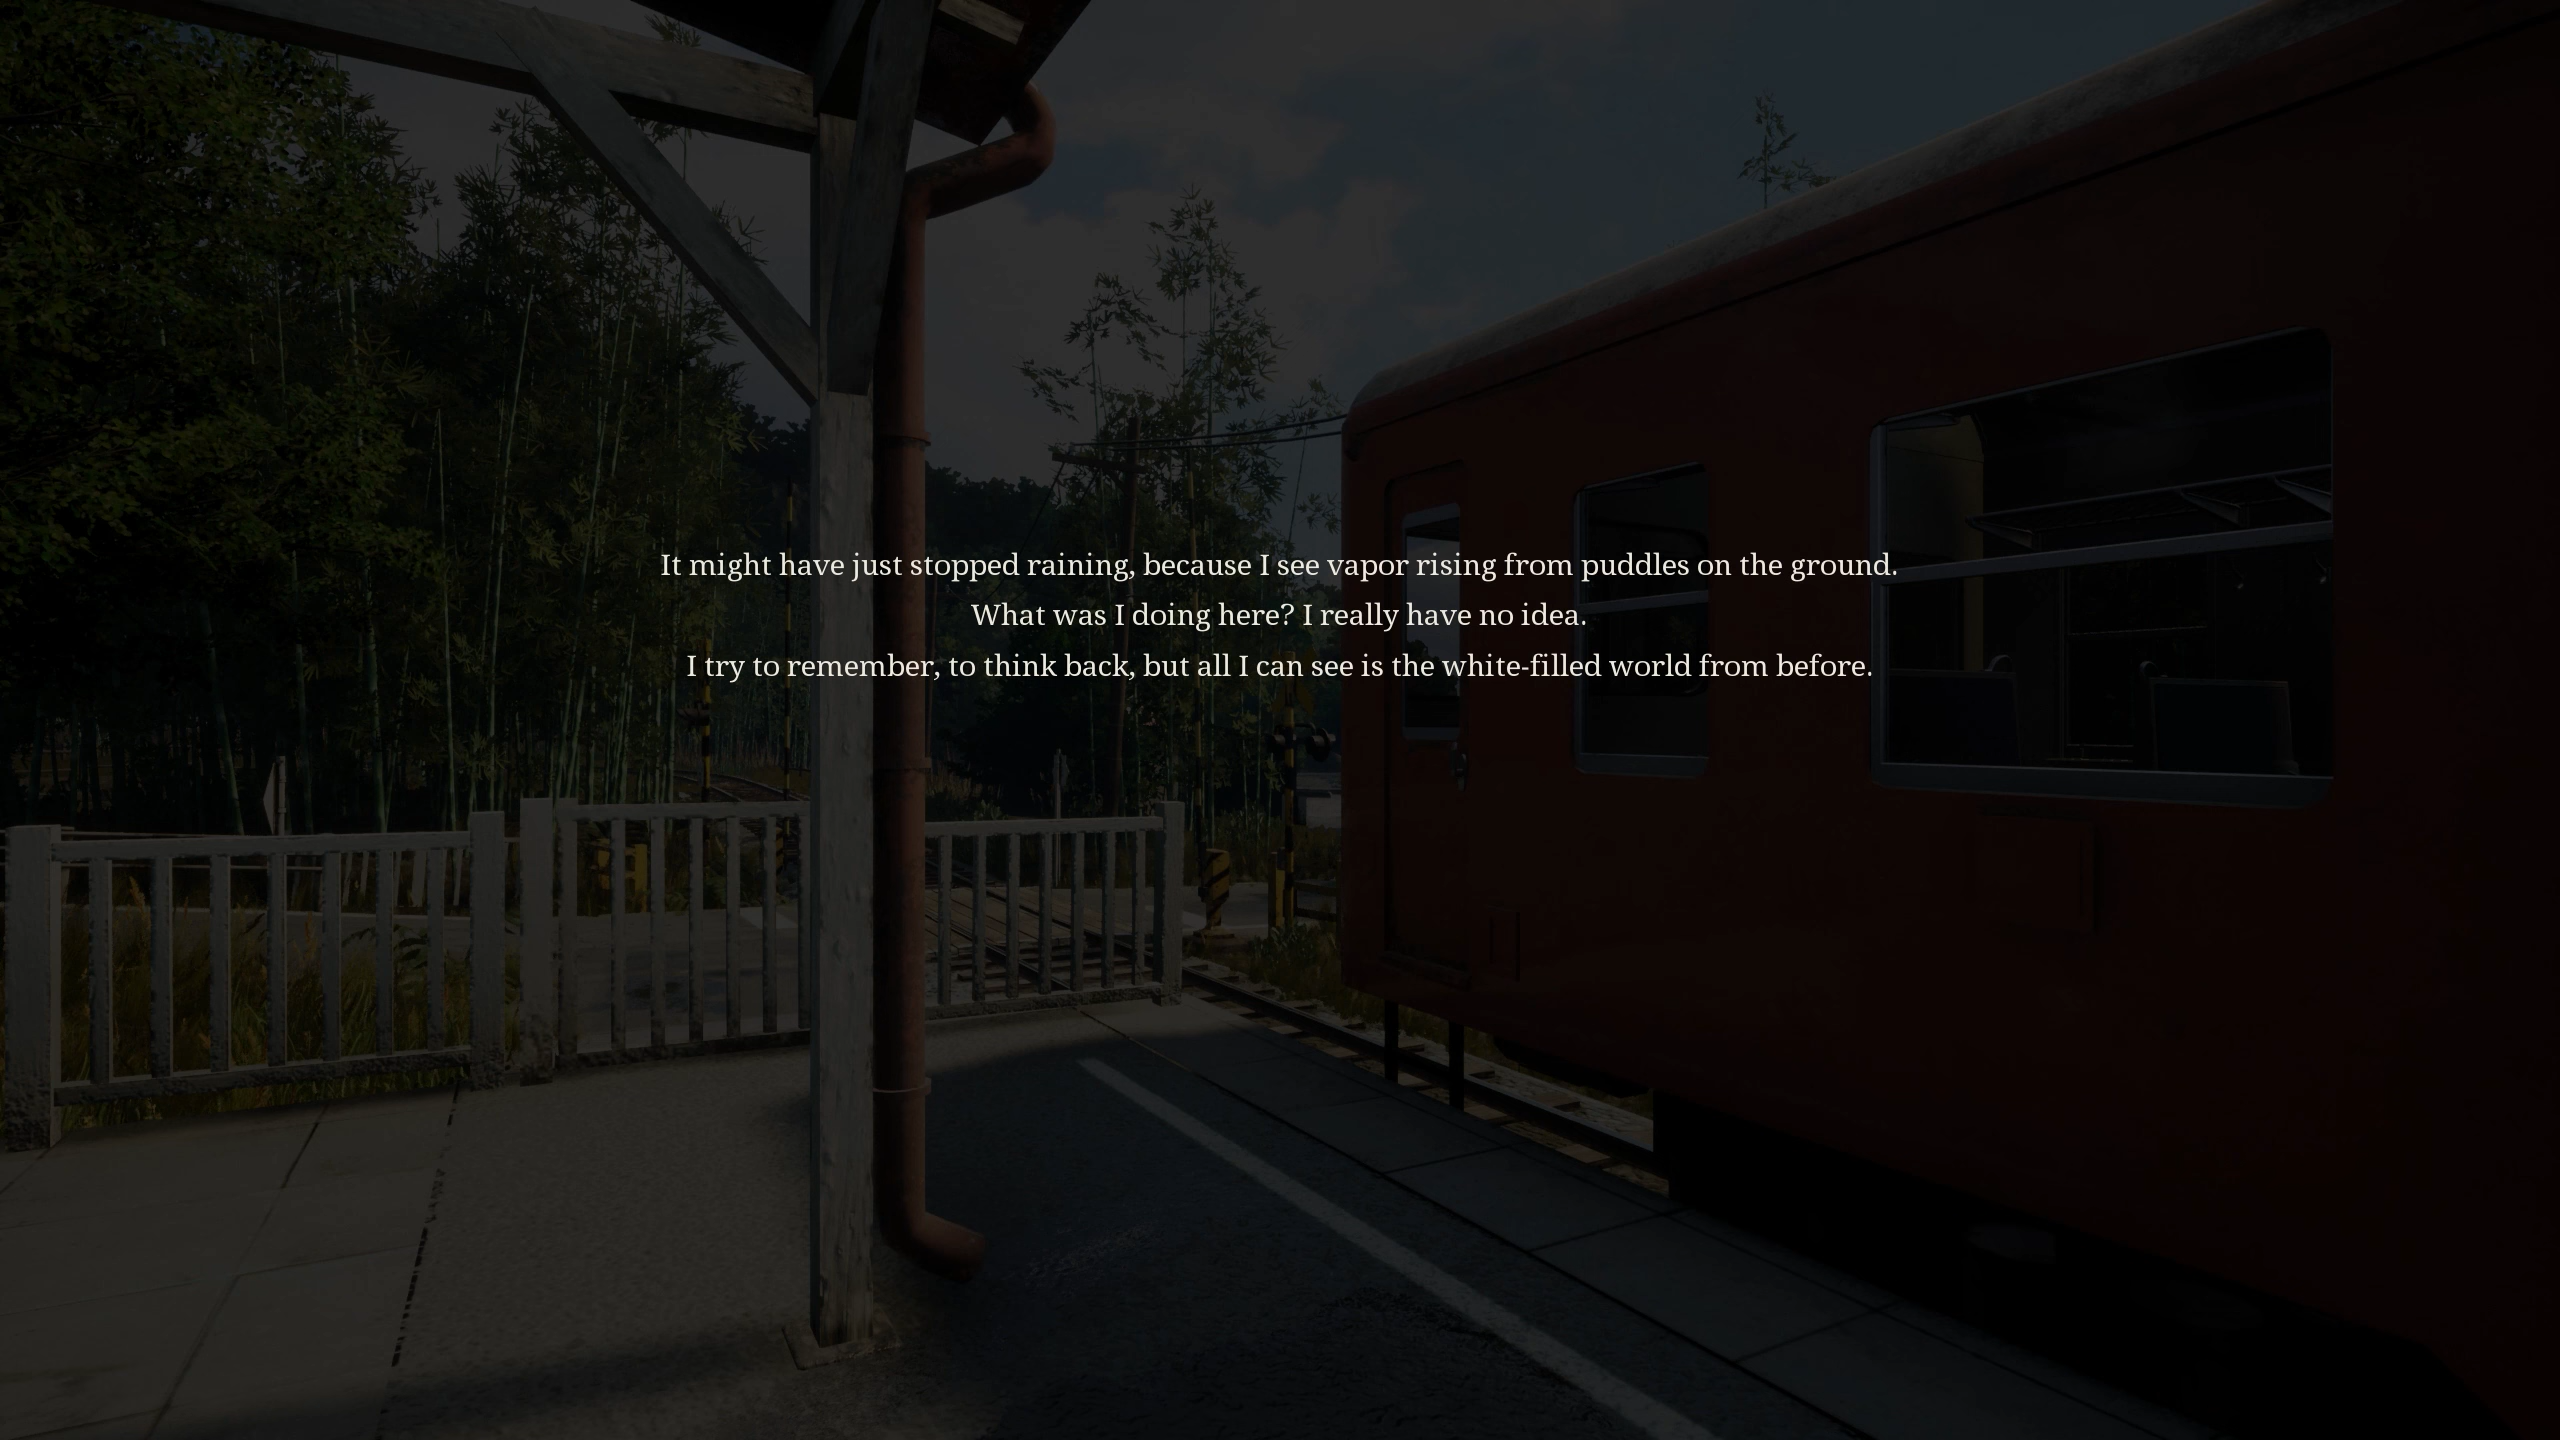 It might have just stopped raining, because I see vapor rising from puddles on the ground.
What was I doing here? I really have no idea.
I try to remember, to think back, but all I can see is the white-filled world from before.